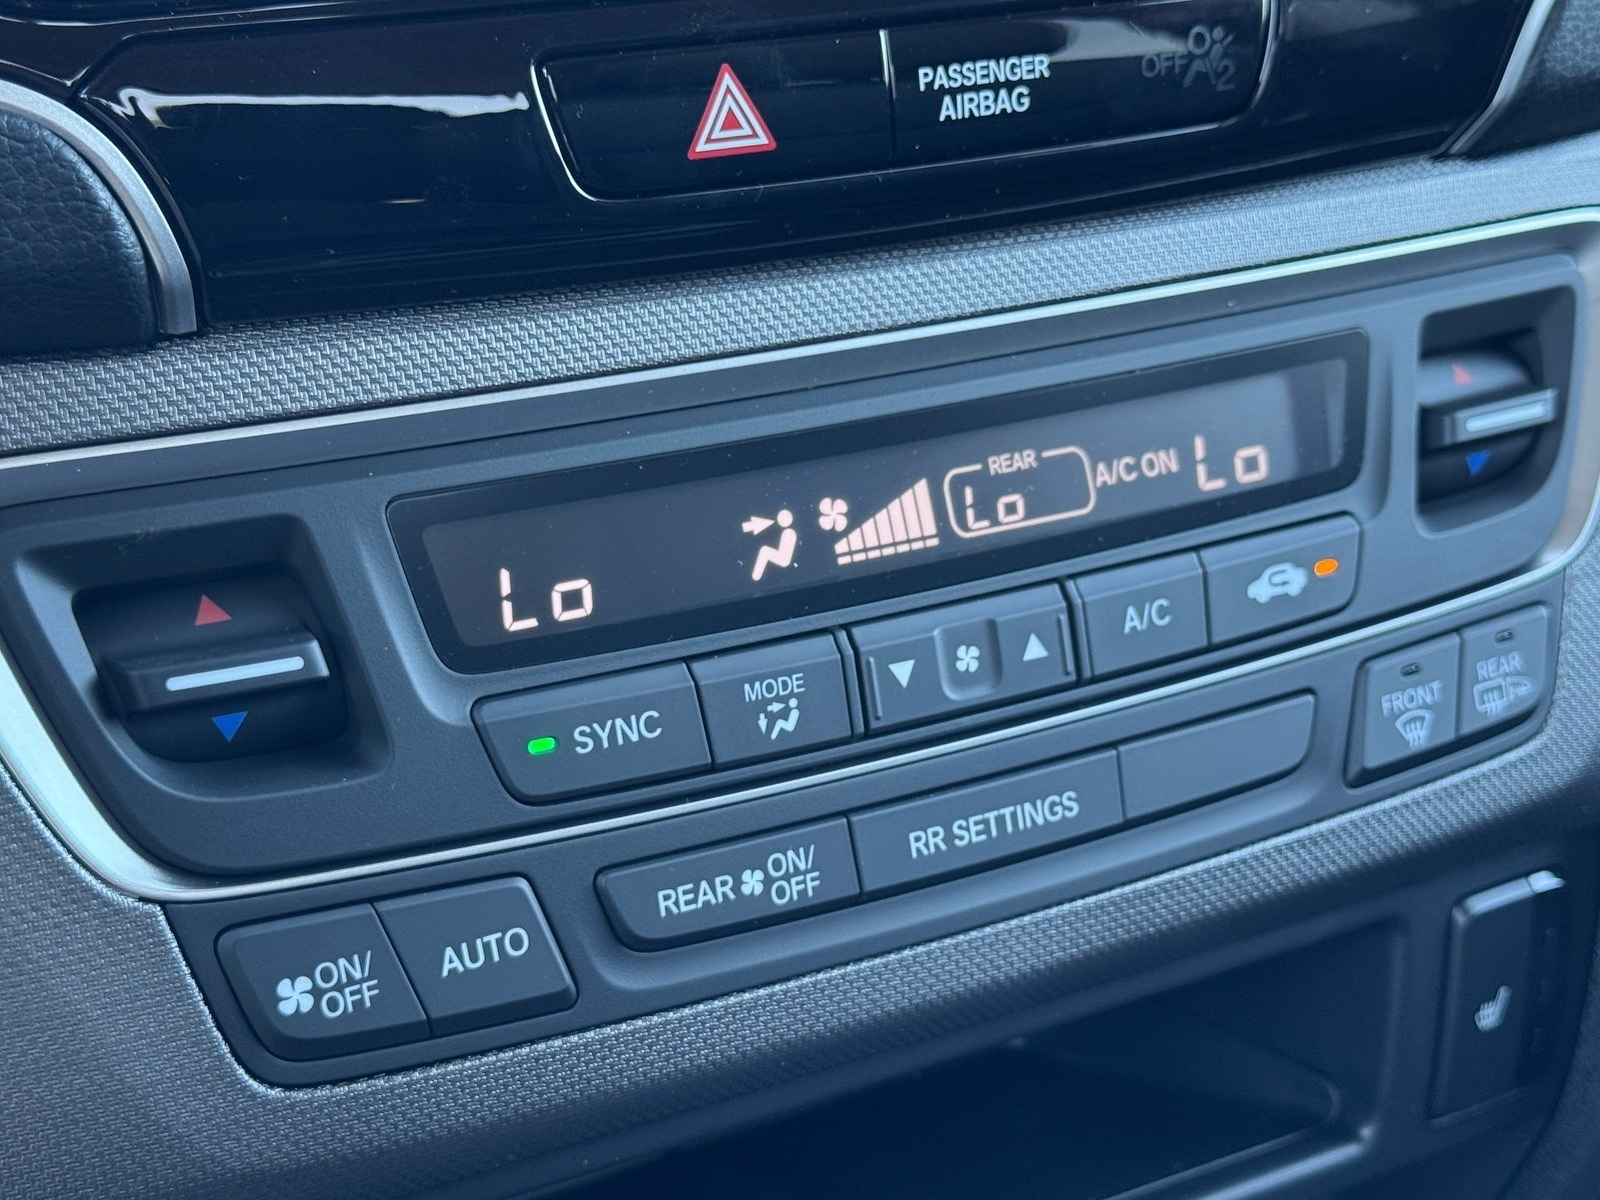 PASSENGER
AIRBAG
OFF
2
REAR
Lo
A/C ON
Lo
Lo
SYNC
MODE
A/C
FRONT
REAR
REAR ON/
OFF
RR SETTINGS
ON/
OFF
AUTO